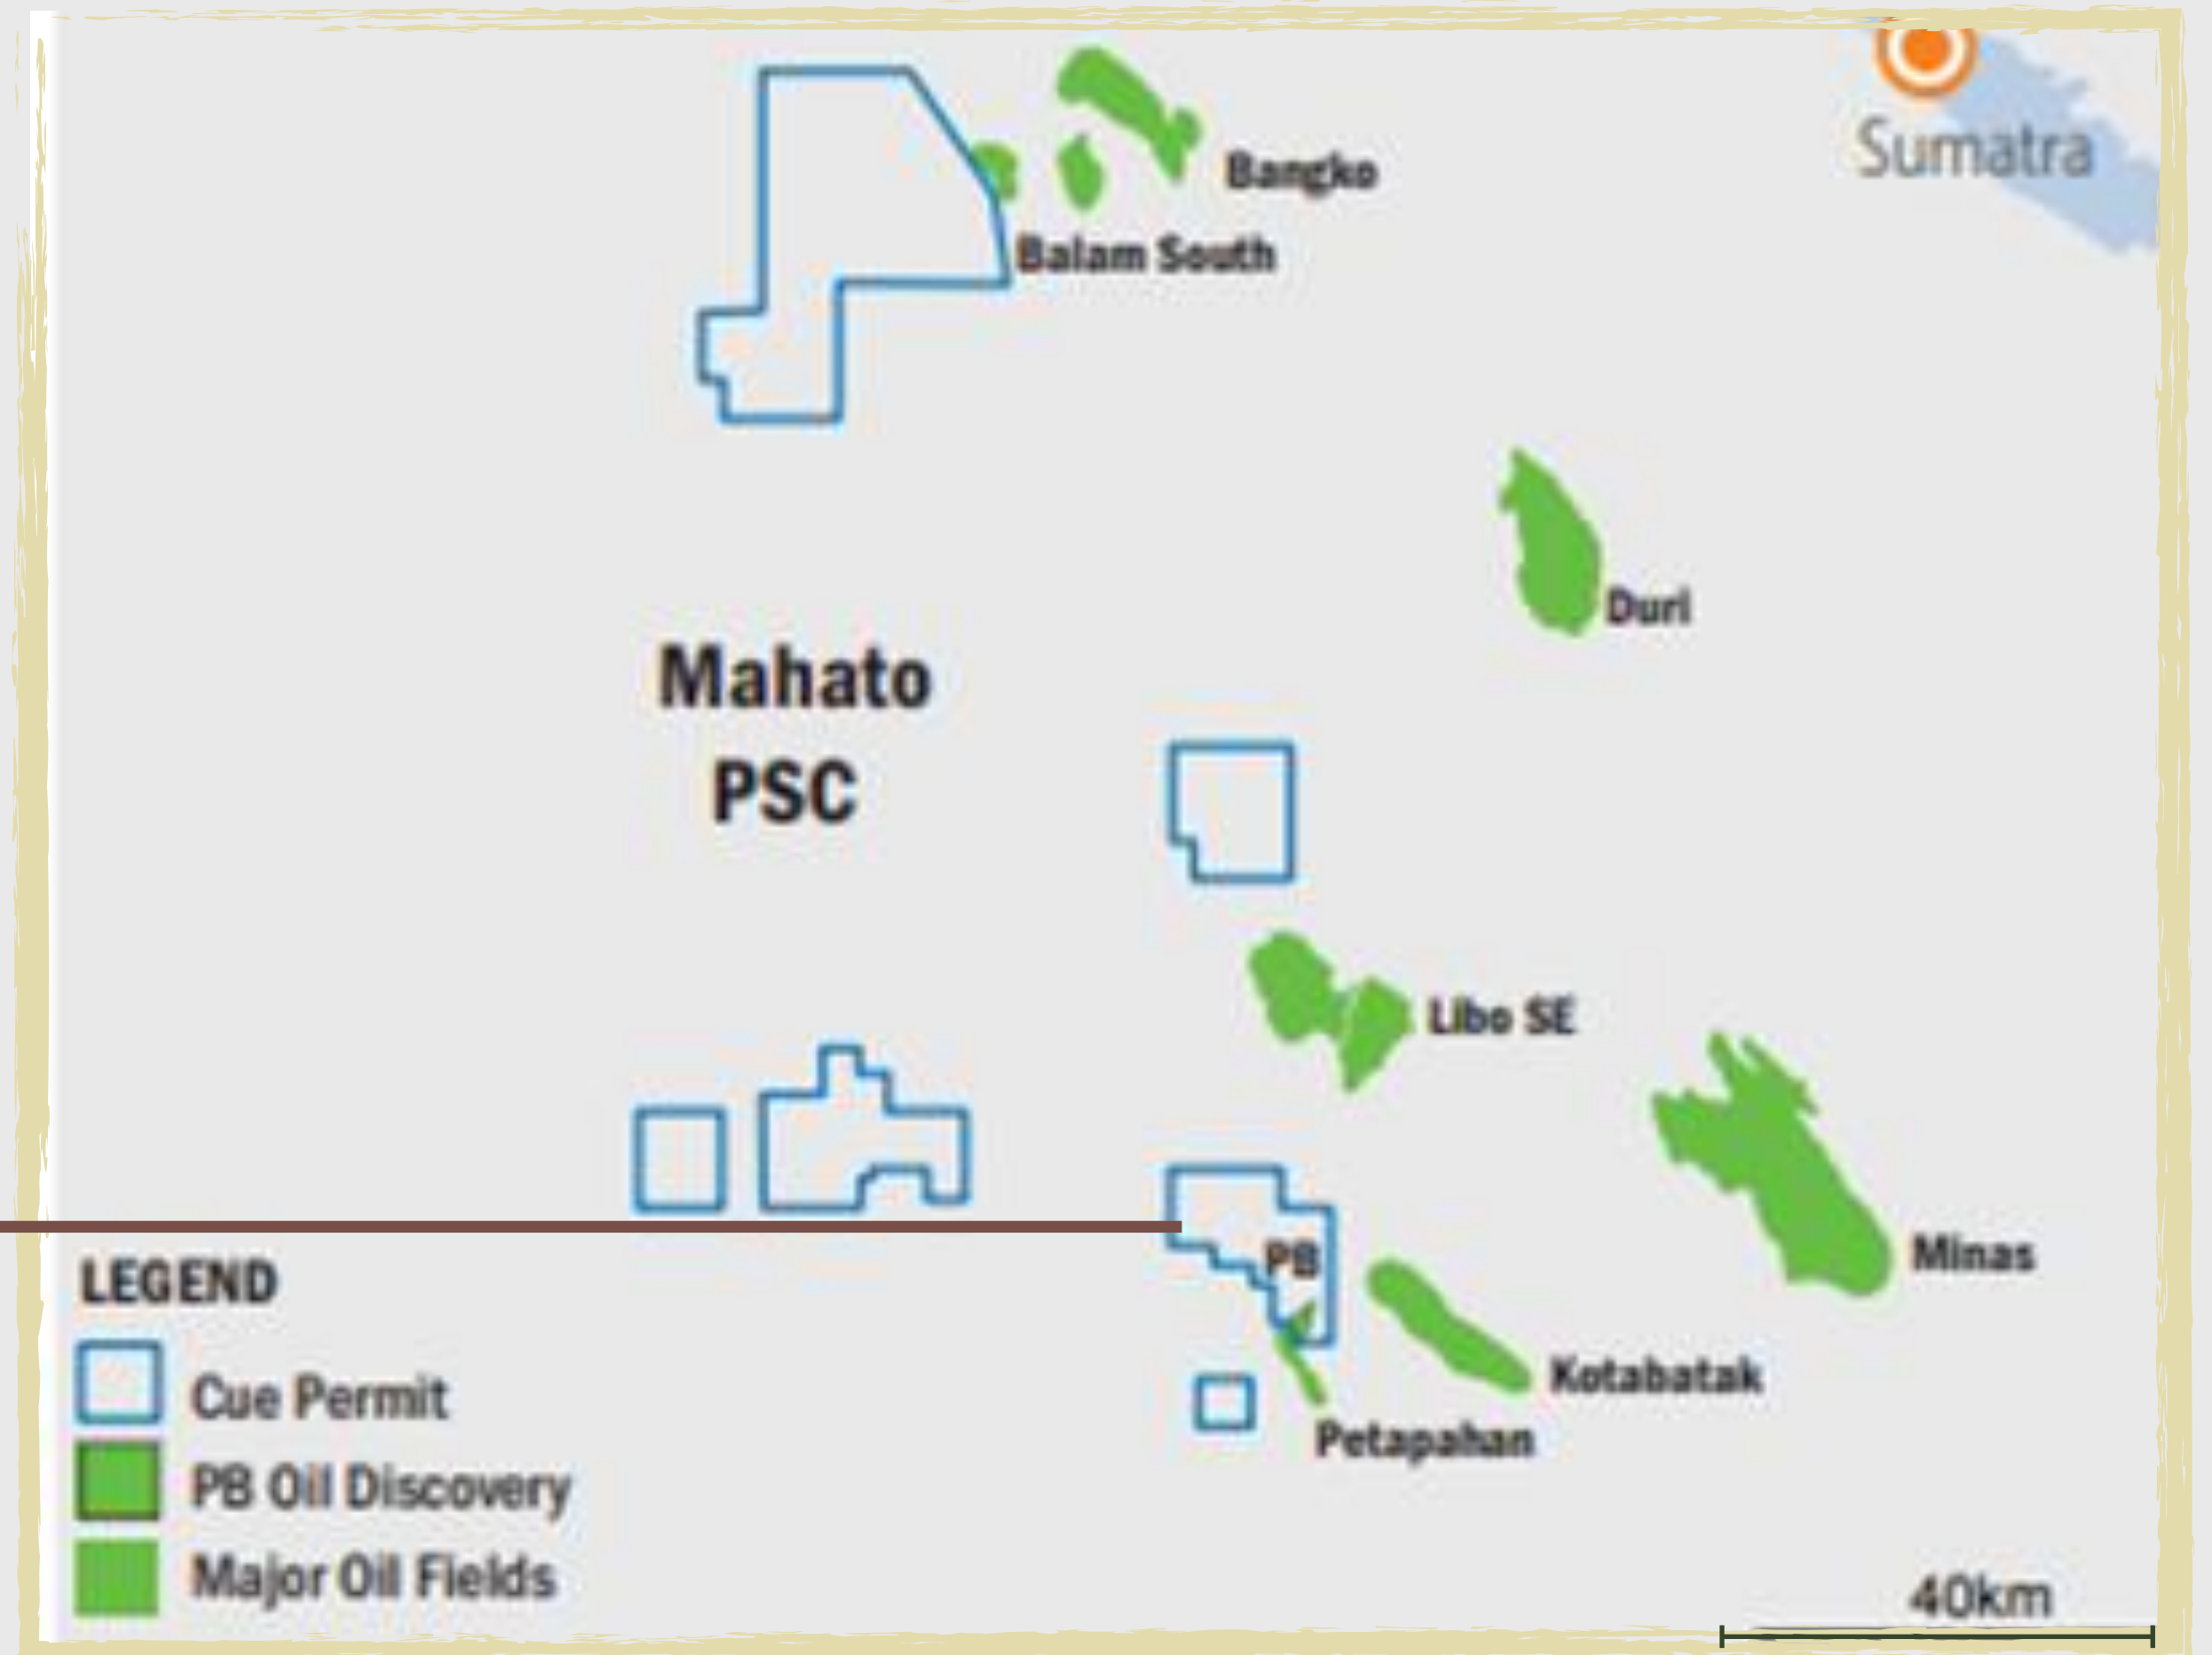 Sumatra
Bangko
Balam South
Duri
Mahato
PSC
Libo SE
Minas
PB
Kotabatak
Petapahan
LEGEND
Cue Permit
PB Oil Discovery
Major Oil Fields
40km